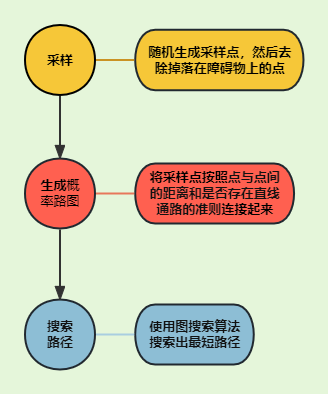 采样
随机生成采样点，然后去
除掉落在障碍物上的点
生成概
率路图
将采样点按照点与点间
的距离和是否存在直线
通路的准则连接起来
搜索
路径
使用图搜索算法
搜索出最短路径